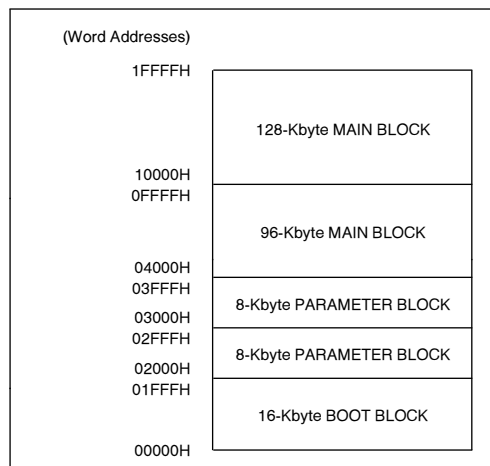 (Word Addresses)
1FFFFH
128-Kbyte MAIN BLOCK
10000H
0FFFFH
96-Kbyte MAIN BLOCK
04000H
03FFFH
8-Kbyte PARAMETER BLOCK
03000H
02FFFH
8-Kbyte PARAMETER BLOCK
02000H
01FFFH
16-Kbyte BOOT BLOCK
00000H